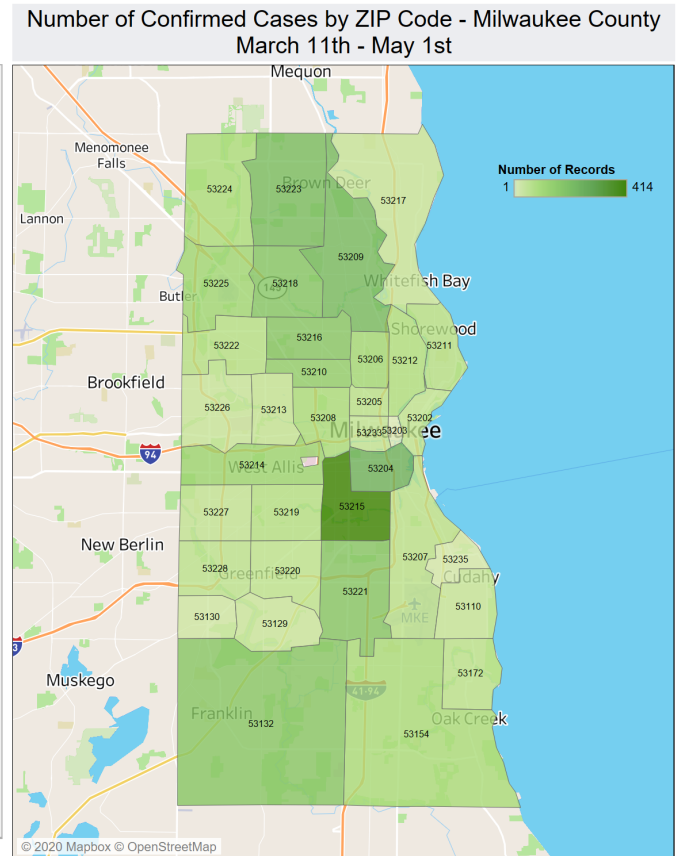 Number of Confirmed Cases by ZIP Code - Milwaukee County
March 11th - May 1st
Mequon
Menomonee
Falls
Number of Records
1 414
Brown Deer
53224
53223
53217
Lannon
53209
Whitefish Bay
53225
53218
145
Butler
Shorewood
53216
53222
53211
53206
53212
53210
Brookfield
53205
53226
53213
53208
53202
Milwaukee
53233
53203
94
53214
West Allis
53204
53215
53227
53219
New Berlin
53207
53235
53228
53220
Greenfield
Cudahy
53221
53110
53130
53129
MKE
53172
Muskego
41-94
Franklin
Oak Creek
53132
53154
© 2020 Mapbox © OpenStreetMap